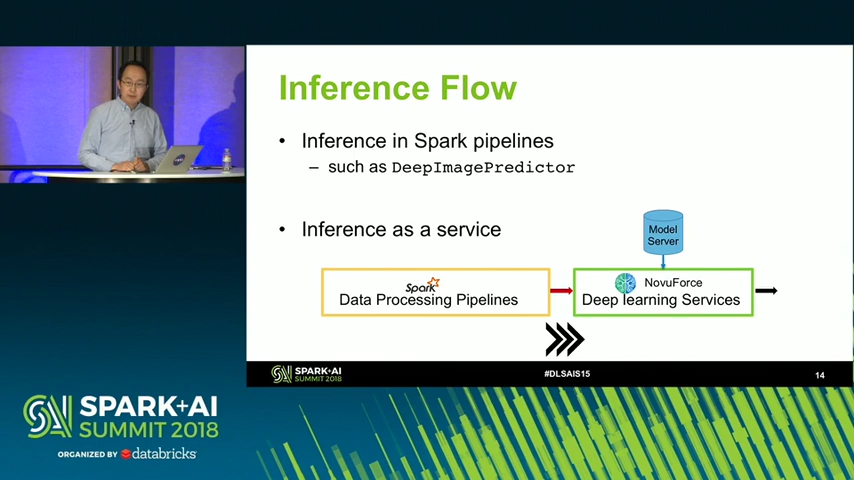 Inference Flow
• Inference in Spark pipelines
– such as DeepImagePredictor
• Inference as a service
Model
Server
Spark
Data Processing Pipelines
NovuForce
Deep learning Services
SPARK+AI
SUMMIT 2018
#DLSAIS15
14
SPARK+AI
SUMMIT 2018
ORGANIZED BY databricks